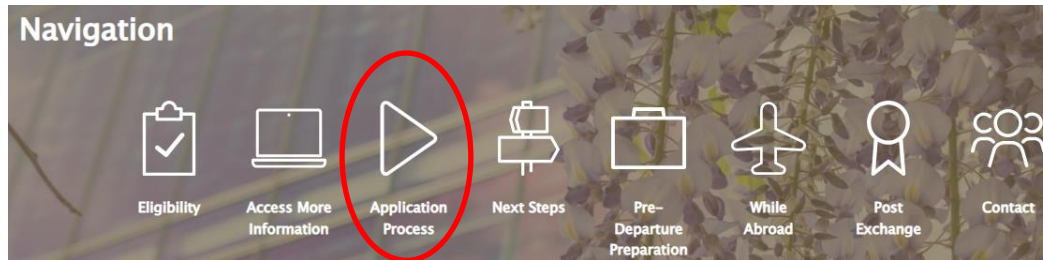 Navigation
Eligibility
Access More
Information
Application
Process
Next Steps
Pre-
Departure
Preparation
While
Abroad
Post
Exchange
Contact